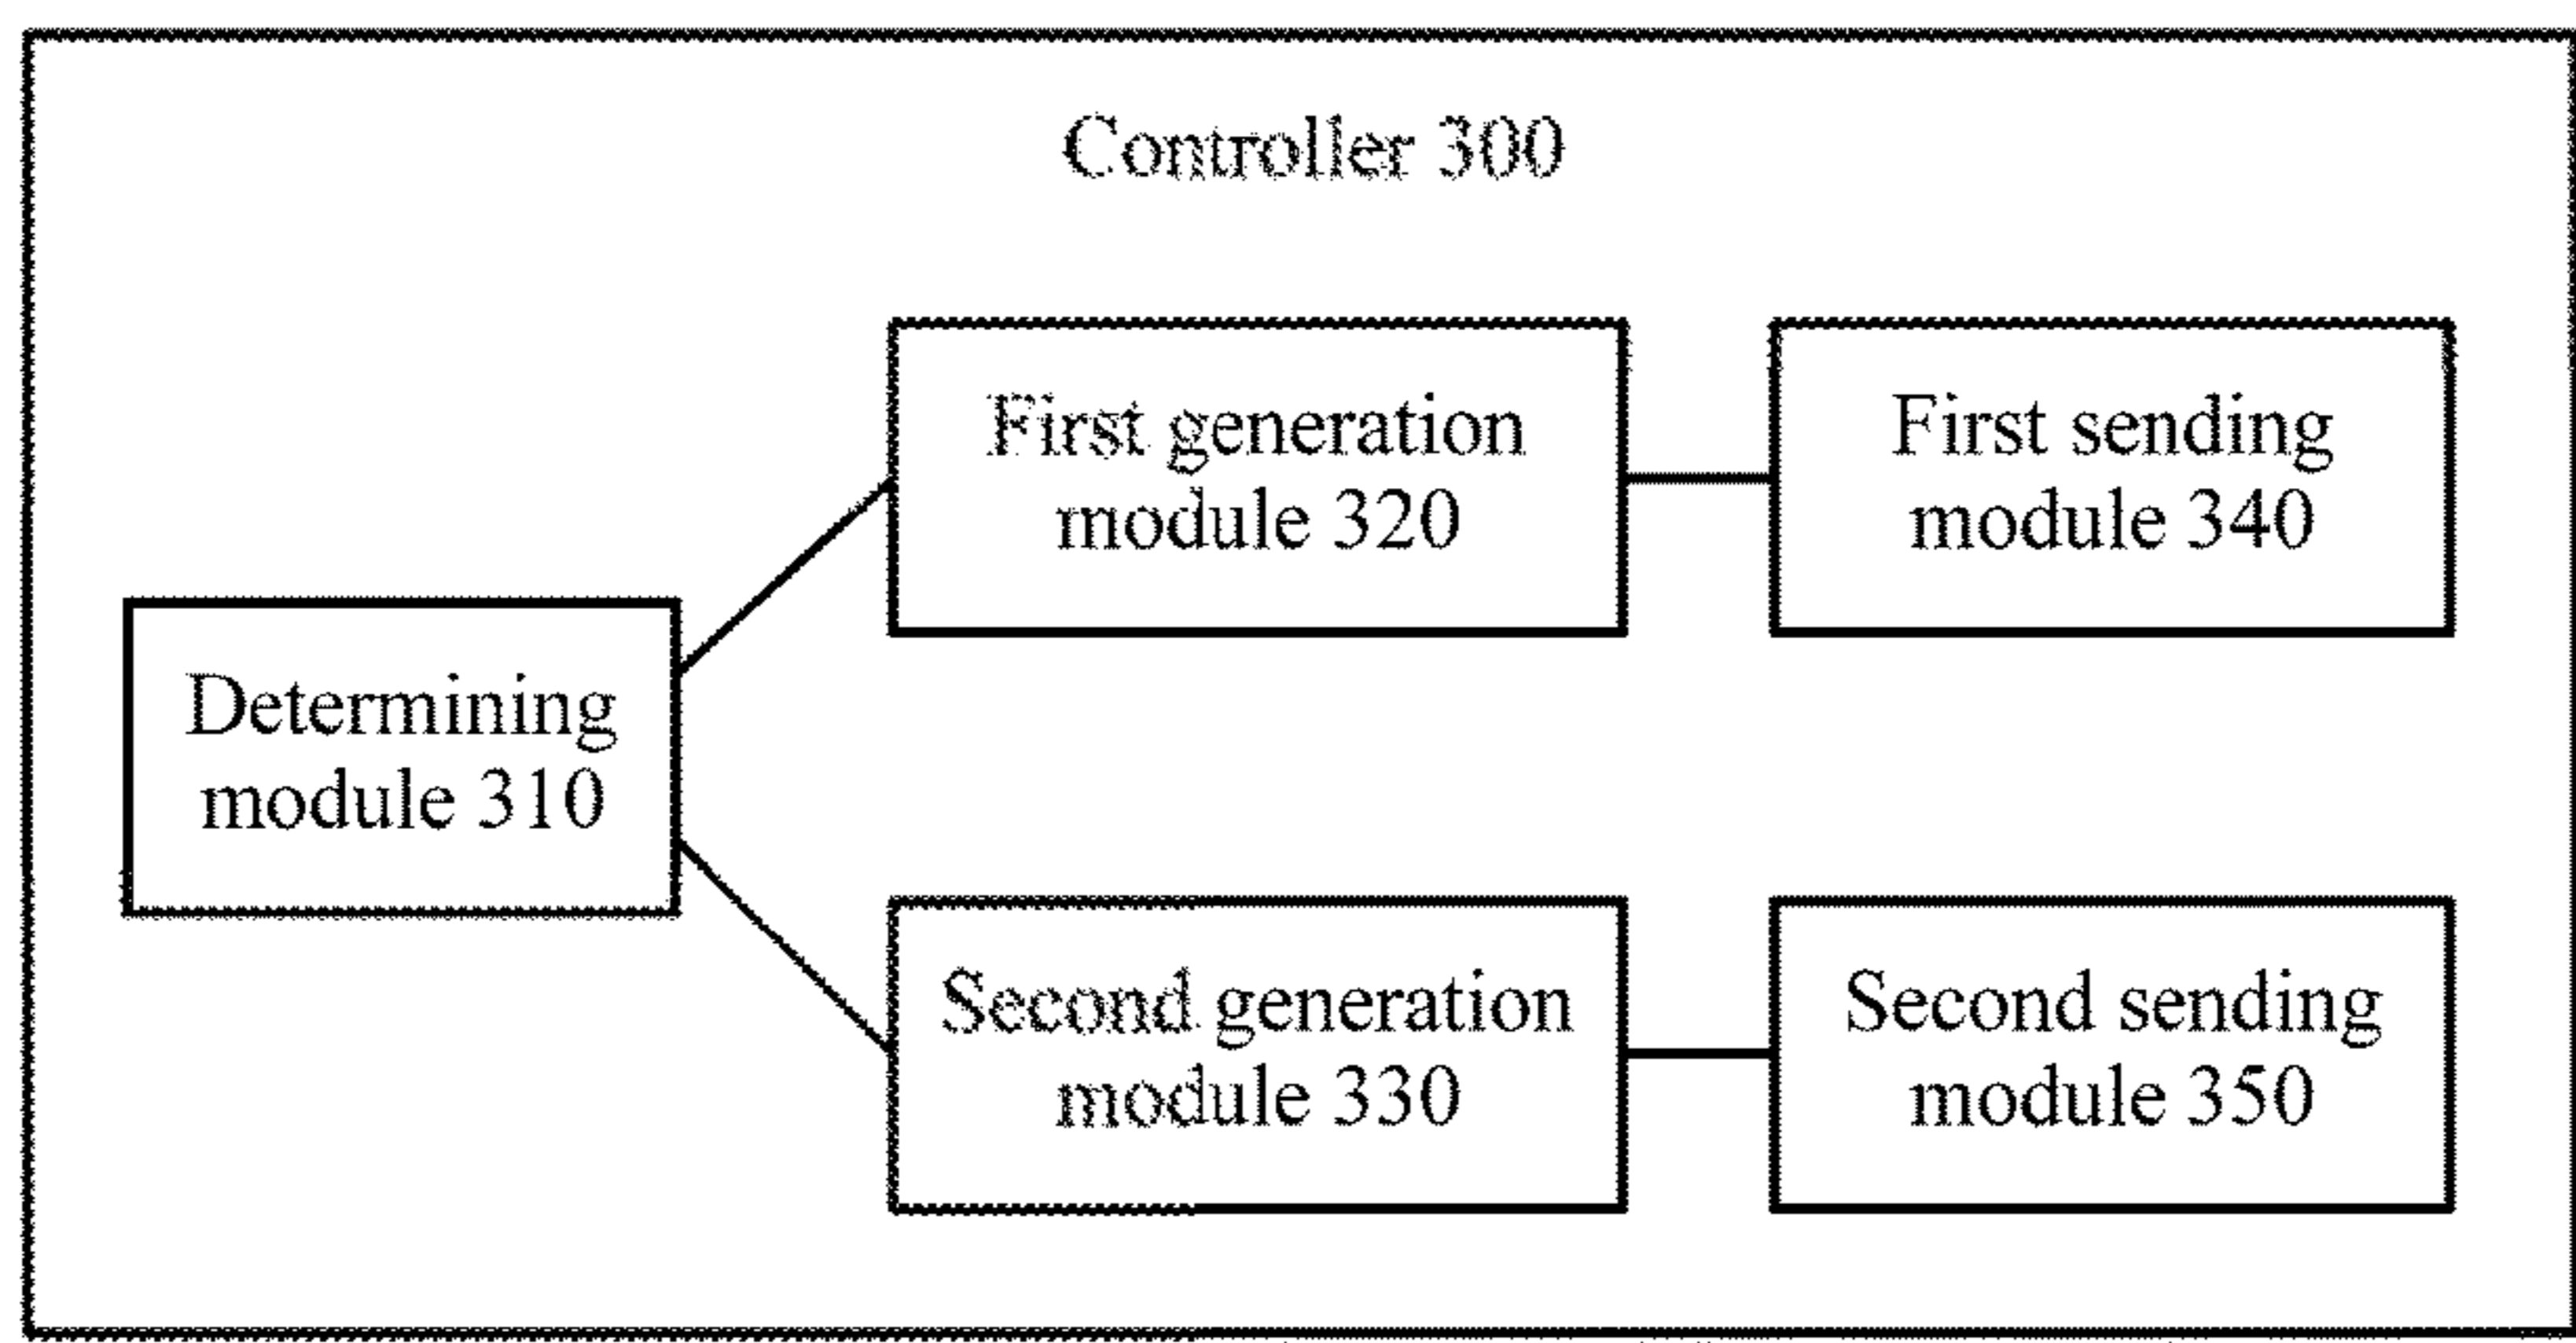 Controller 300
First generation
module 320
First sending
module 340
Determining
module 310
Second generation
module 330
Second sending
module 350